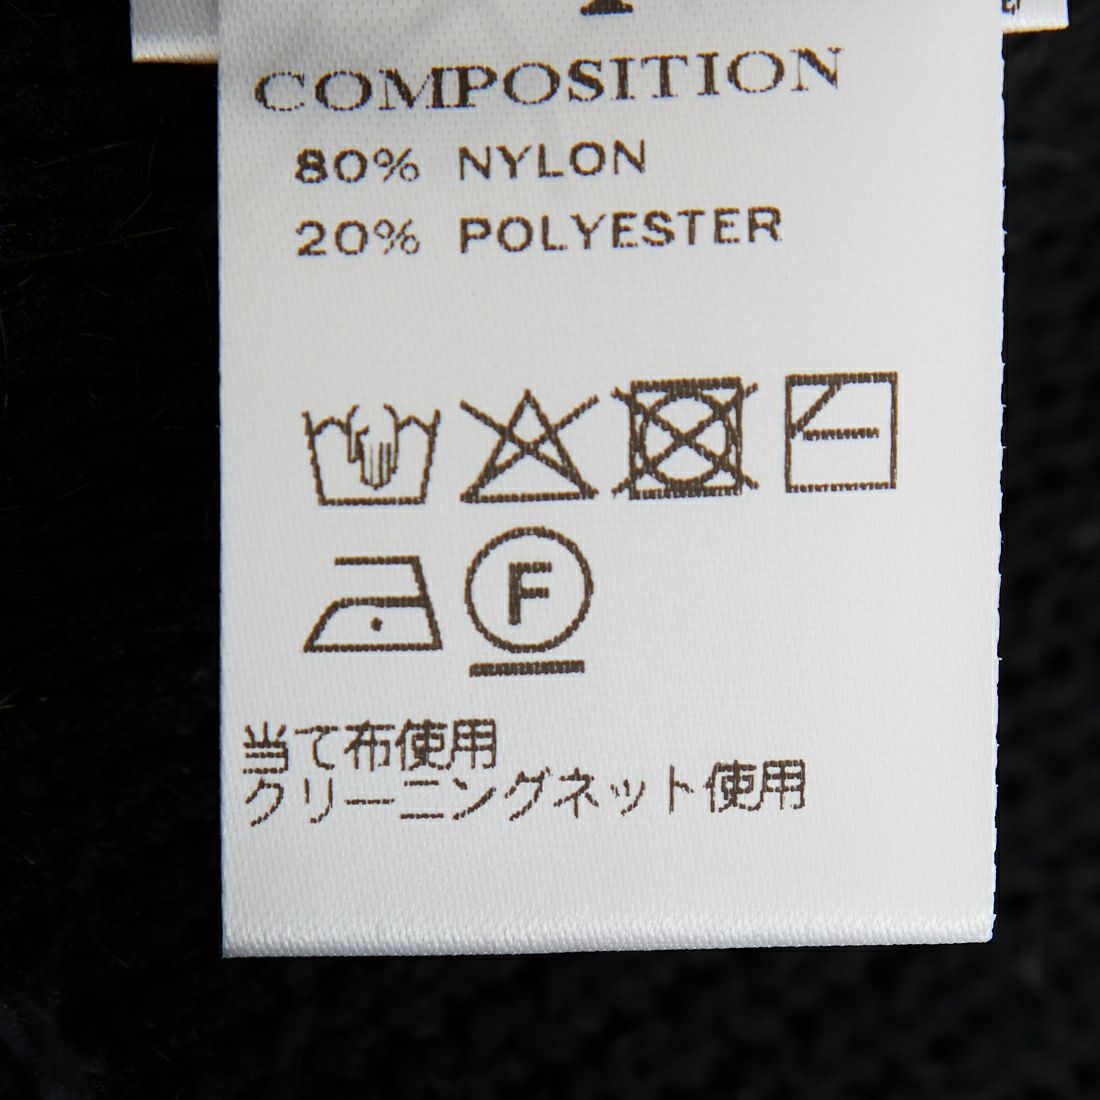 COMPOSITION
80% NYLON
20% POLYESTER
F
当て布使用
クリーニングネット使用